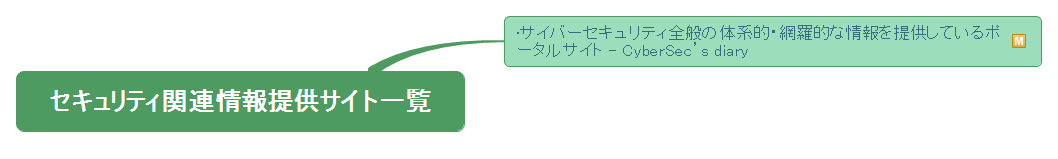 ・サイバーセキュリティ全般の体系的・網羅的な情報を提供しているポ
ータルサイト - CyberSec’s diary
M
セキュリティ関連情報提供サイト一覧